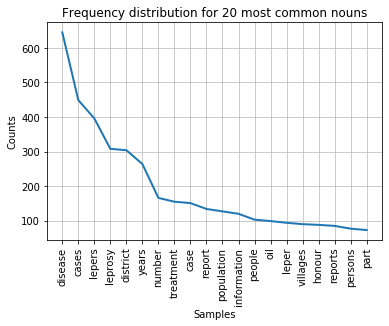 Frequency distribution for 20 most common nouns
600
500
400
300
200
100
Counts
disease
cases
lepers
leprosy
district
years
number
treatment
case
report
population
information
people
oil
leper
villages
honour
reports
persons
part
Samples